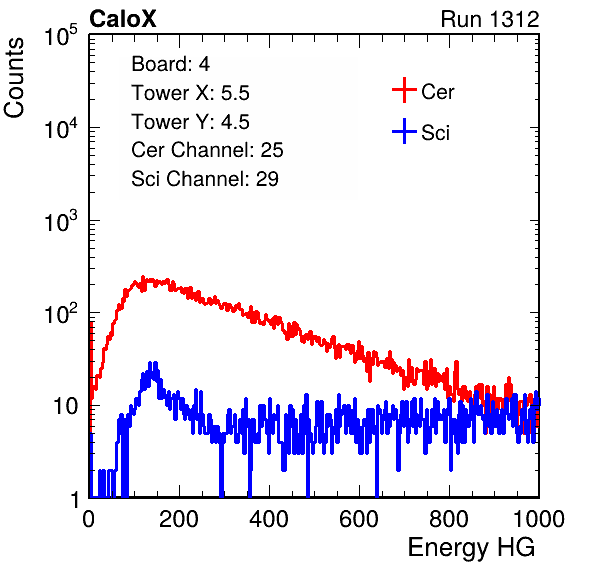 CaloX Run 1312
Counts
10^5
10^4
10^3
10^2
10
1
Board: 4
Tower X: 5.5
Tower Y: 4.5
Cer Channel: 25
Sci Channel: 29
Cer
Sci
0 200 400 600 800 1000
Energy HG